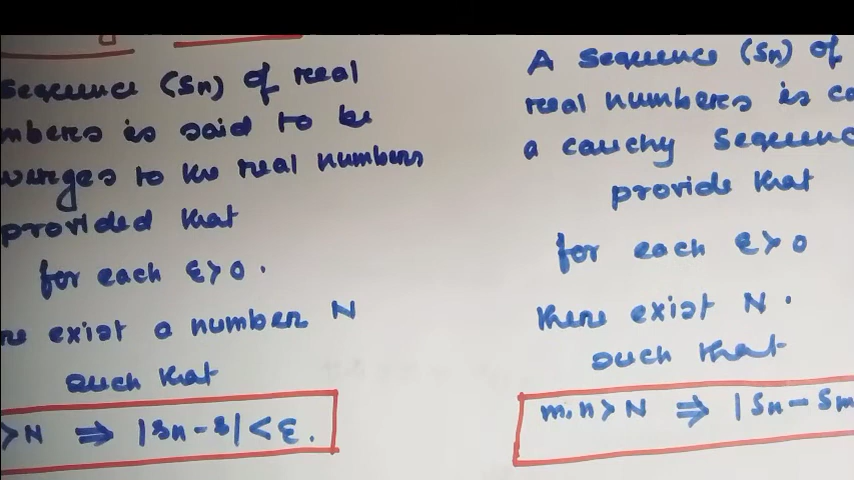 Sequence (Sn) of real
mbers is said to be
verges to the real numbers
provided that
for each ε>0.
re exist a number N
such that
>N ⇒ |sn-s|<ε.
A Sequence (Sn) of
real numbers is ca
a cauchy Sequence
provide that
for each ε>0
there exist N.
such that
m,n>N ⇒ |Sn-Sm